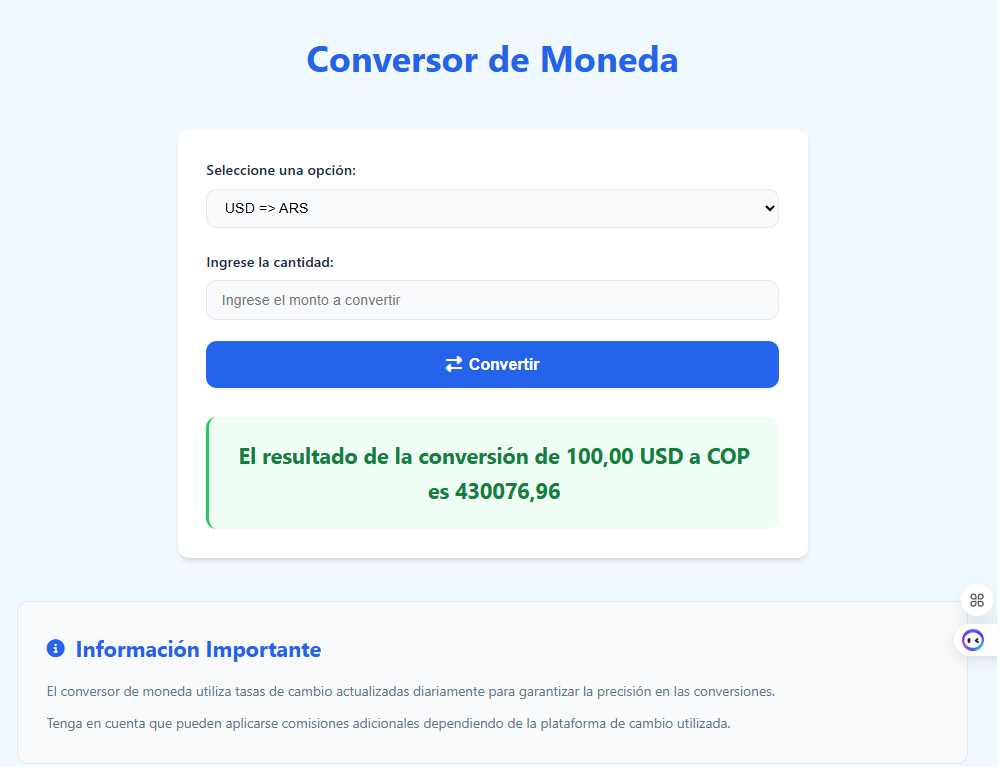 Conversor de Moneda
Seleccione una opción:
USD => ARS
Ingrese la cantidad:
Ingrese el monto a convertir
Convertir
El resultado de la conversión de 100,00 USD a COP
es 430076,96
Información Importante
El conversor de moneda utiliza tasas de cambio actualizadas diariamente para garantizar la precisión en las conversiones.
Tenga en cuenta que pueden aplicarse comisiones adicionales dependiendo de la plataforma de cambio utilizada.